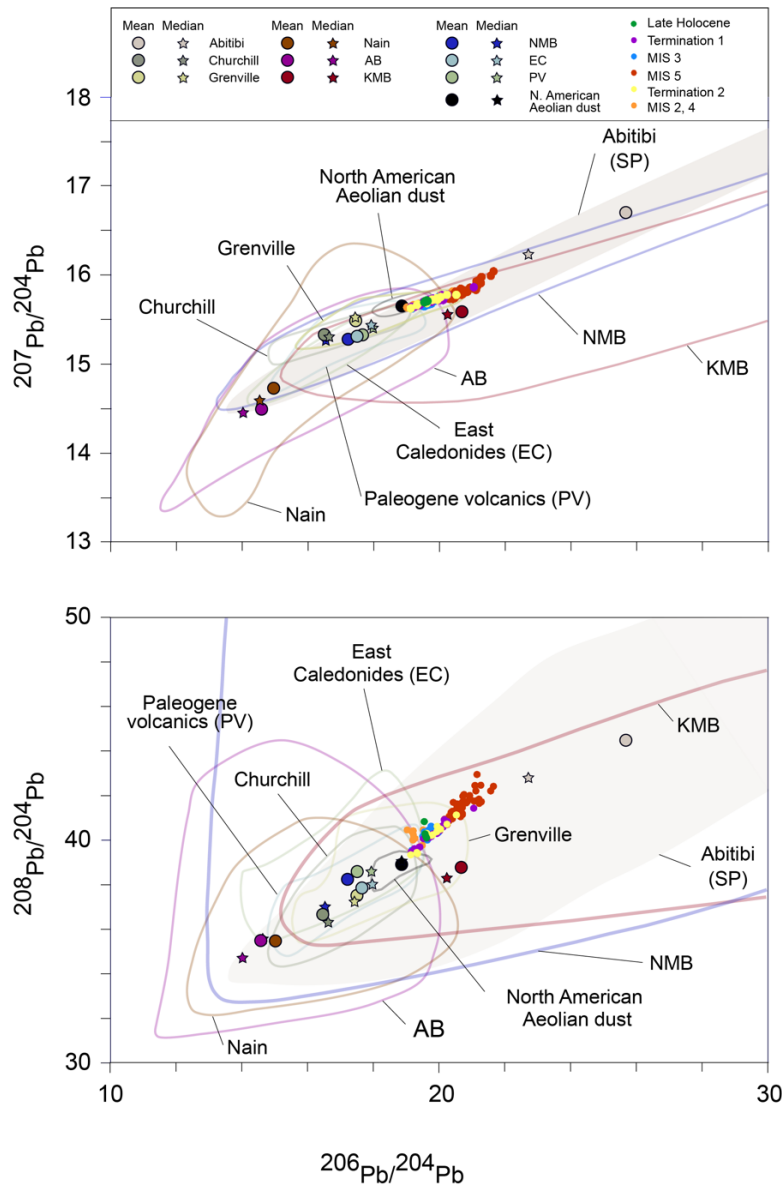 Mean Median Mean Median Mean Median
Abitibi Nain NMB
Churchill AB EC
Grenville KMB PV
N. American
Aeolian dust
Late Holocene
Termination 1
MIS 3
MIS 5
Termination 2
MIS 2, 4
18
17
16
15
14
13
207Pb/204Pb
Abitibi
(SP)
North American
Aeolian dust
Grenville
Churchill
NMB
KMB
AB
East
Caledonides (EC)
Paleogene volcanics (PV)
Nain
50
40
30
208Pb/204Pb
East
Caledonides (EC)
Paleogene
volcanics (PV)
Churchill
KMB
Grenville
Abitibi
(SP)
NMB
North American
Aeolian dust
AB
Nain
10 20 30
206Pb/204Pb